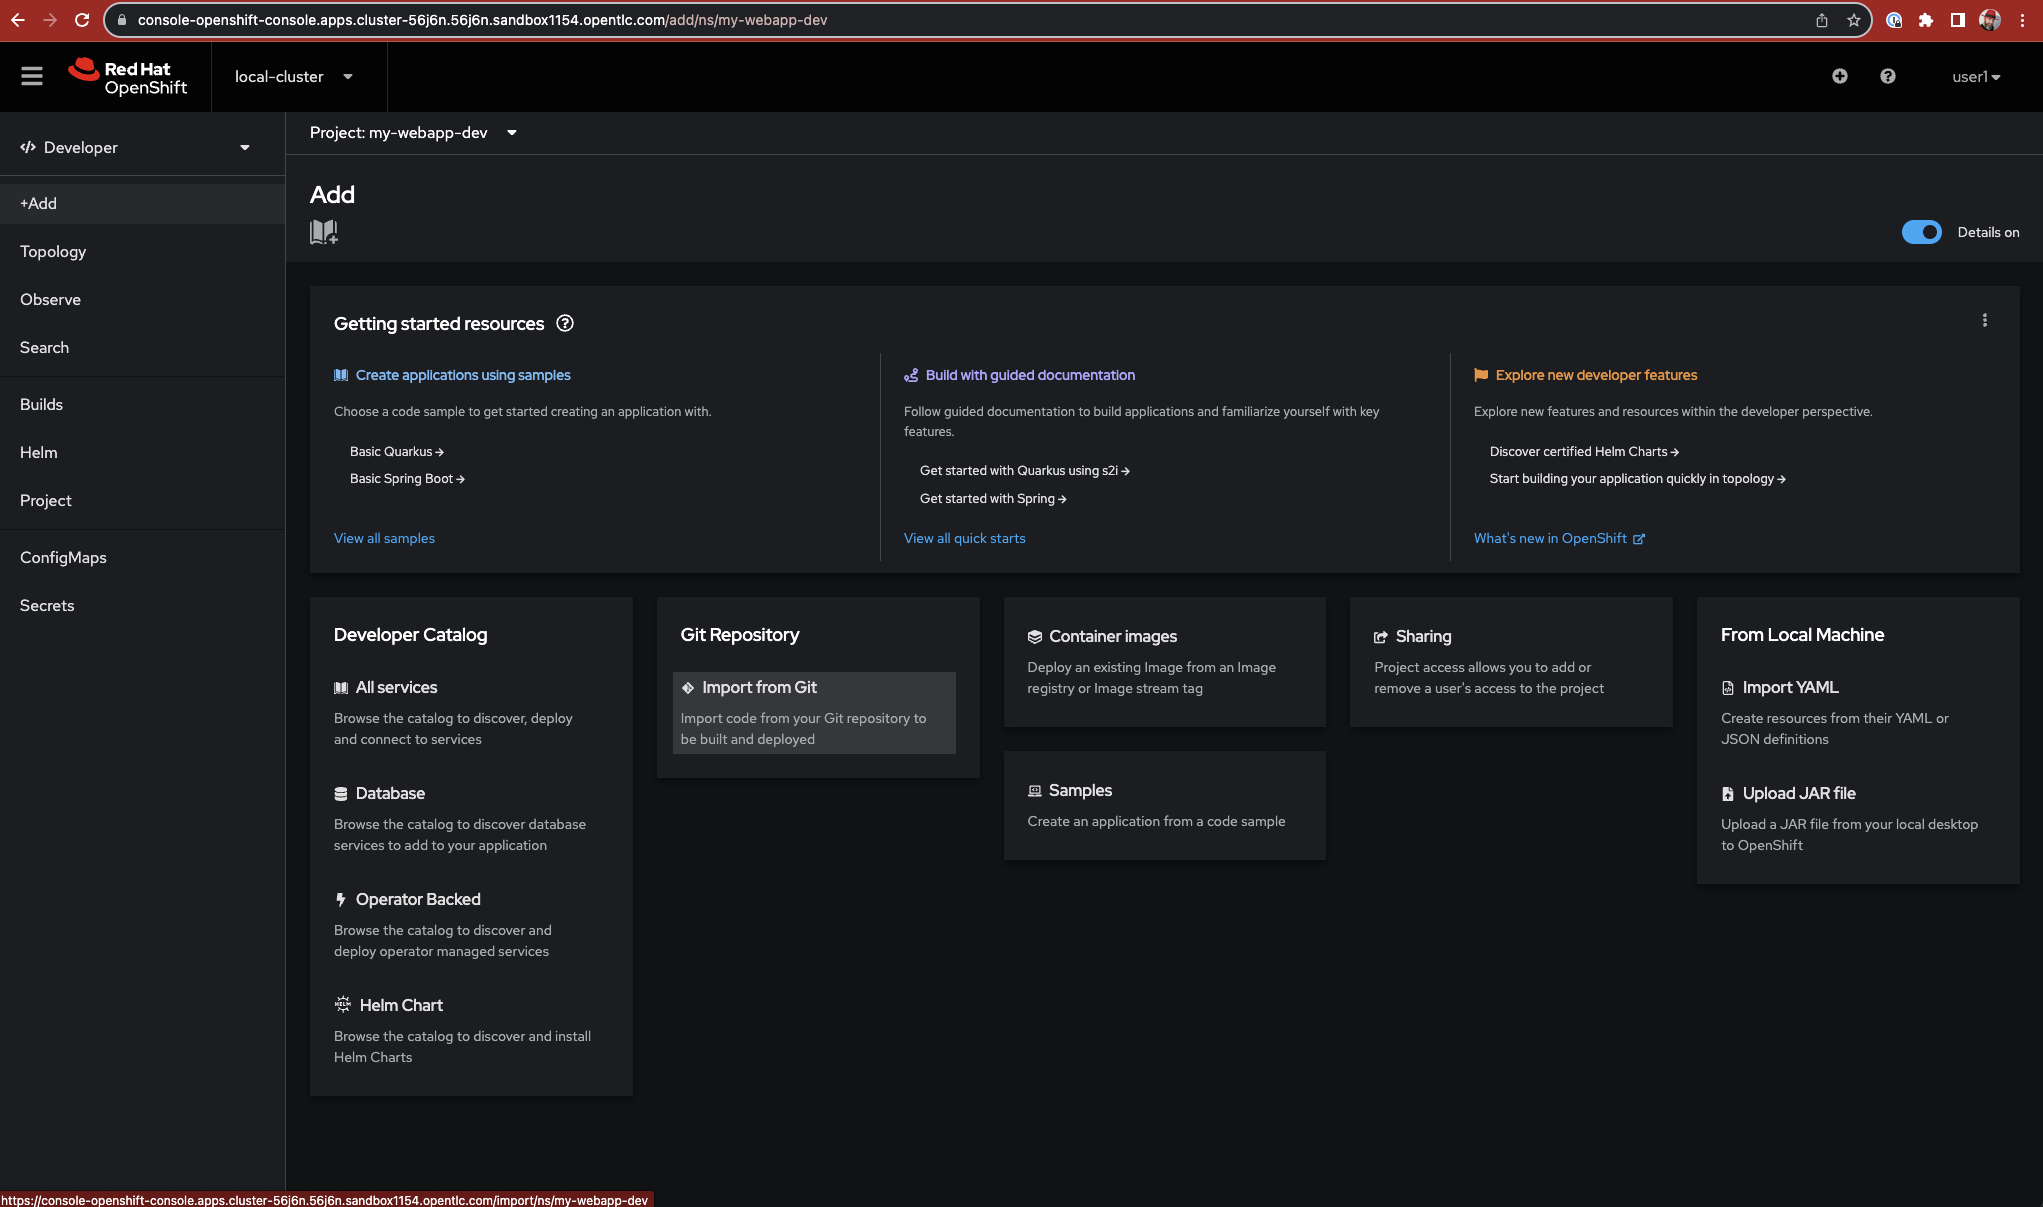 console-openshift-console.apps.cluster-56j6n.56j6n.sandbox1154.opentlc.com/add/ns/my-webapp-dev
Red Hat
OpenShift
local-cluster
user1
Developer
Project: my-webapp-dev
+Add
Topology
Observe
Search
Builds
Helm
Project
ConfigMaps
Secrets
Add
Details on
Getting started resources
Create applications using samples
Choose a code sample to get started creating an application with.
Basic Quarkus →
Basic Spring Boot →
View all samples
Build with guided documentation
Follow guided documentation to build applications and familiarize yourself with key
features.
Get started with Quarkus using s2i →
Get started with Spring →
View all quick starts
Explore new developer features
Explore new features and resources within the developer perspective.
Discover certified Helm Charts →
Start building your application quickly in topology →
What's new in OpenShift
Developer Catalog
All services
Browse the catalog to discover, deploy
and connect to services
Database
Browse the catalog to discover database
services to add to your application
Operator Backed
Browse the catalog to discover and
deploy operator managed services
HELM
Helm Chart
Browse the catalog to discover and install
Helm Charts
Git Repository
Import from Git
Import code from your Git repository to
be built and deployed
Container images
Deploy an existing Image from an Image
registry or Image stream tag
Samples
Create an application from a code sample
Sharing
Project access allows you to add or
remove a user's access to the project
From Local Machine
Import YAML
Create resources from their YAML or
JSON definitions
Upload JAR file
Upload a JAR file from your local desktop
to OpenShift
https://console-openshift-console.apps.cluster-56j6n.56j6n.sandbox1154.opentlc.com/import/ns/my-webapp-dev